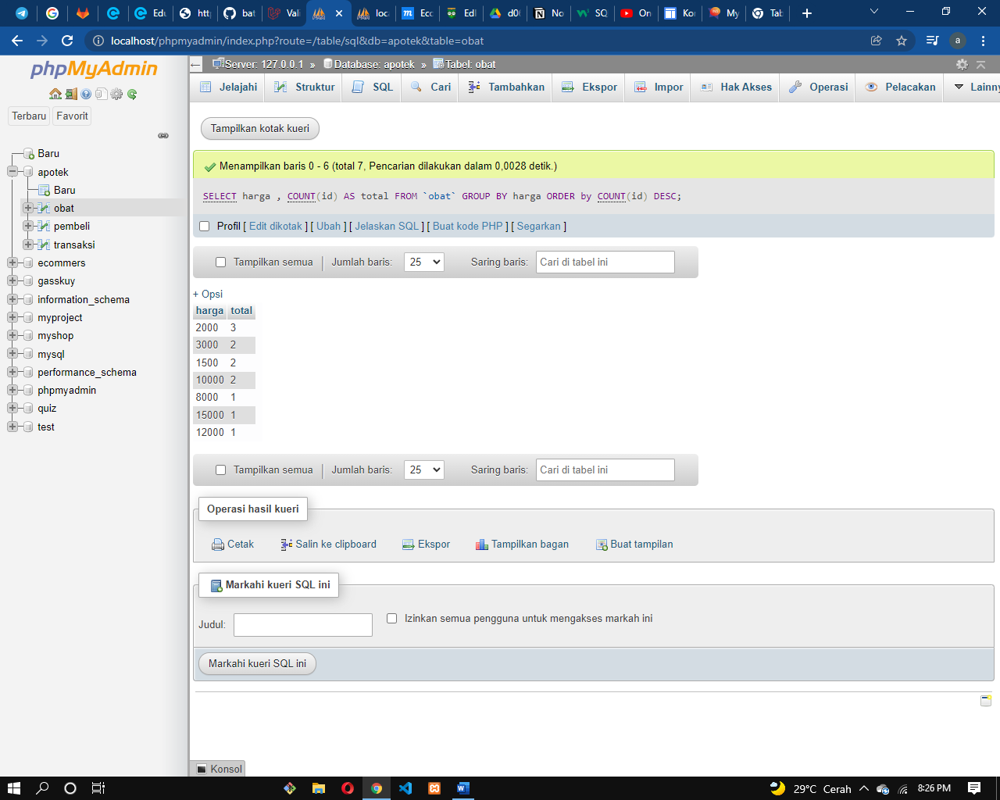 Edu
http
bat
Vali
loca
Ecc
Edl
d0(
No
SQ
On
Kor
My
Tab
localhost/phpmyadmin/index.php?route=/table/sql&db=apotek&table=obat
a
phpMyAdmin
Terbaru Favorit
Baru
apotek
Baru
obat
pembeli
transaksi
ecommers
gasskuy
information_schema
myproject
myshop
mysql
performance_schema
phpmyadmin
quiz
test
Server: 127.0.0.1 » Database: apotek » Tabel: obat
Jelajahi Struktur SQL Cari Tambahkan Ekspor Impor Hak Akses Operasi Pelacakan Lainny
Tampilkan kotak kueri
Menampilkan baris 0 - 6 (total 7, Pencarian dilakukan dalam 0,0028 detik.)
SELECT harga , COUNT(id) AS total FROM `obat` GROUP BY harga ORDER by COUNT(id) DESC;
Profil [ Edit dikotak ] [ Ubah ] [ Jelaskan SQL ] [ Buat kode PHP ] [ Segarkan ]
Tampilkan semua Jumlah baris: 25 Saring baris: Cari di tabel ini
+ Opsi
harga total
2000 3
3000 2
1500 2
10000 2
8000 1
15000 1
12000 1
Tampilkan semua Jumlah baris: 25 Saring baris: Cari di tabel ini
Operasi hasil kueri
Cetak Salin ke clipboard Ekspor Tampilkan bagan Buat tampilan
Markahi kueri SQL ini
Judul: Izinkan semua pengguna untuk mengakses markah ini
Markahi kueri SQL ini
Konsol
29°C Cerah 8:26 PM